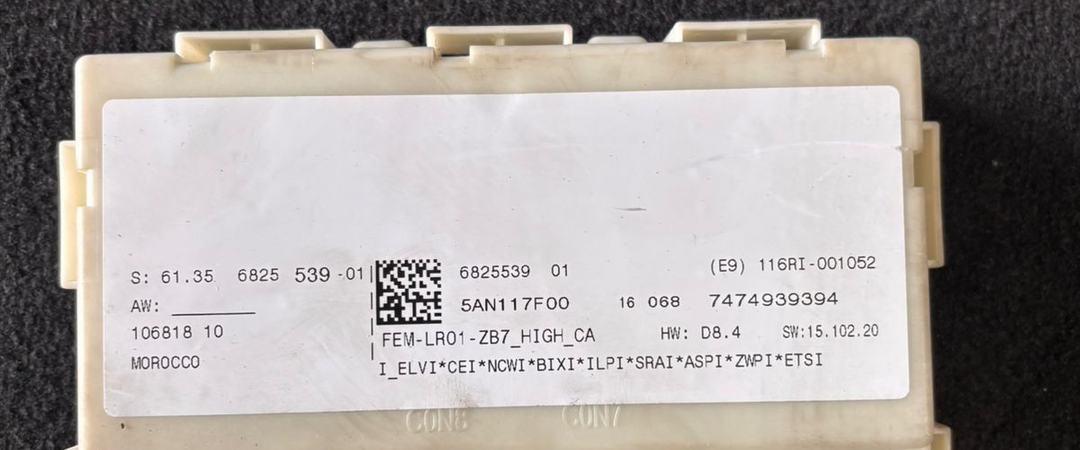 S: 61.35 6825 539 -01 6825539 01 (E9) 116RI-001052
AW: 5AN117F00 16 068 7474939394
106818 10 FEM-LR01-ZB7_HIGH_CA HW: D8.4 SW:15.102.20
MOROCCO I_ELVI*CEI*NCWI*BIXI*ILPI*SRAI*ASPI*ZWPI*ETSI
CON8 CON7